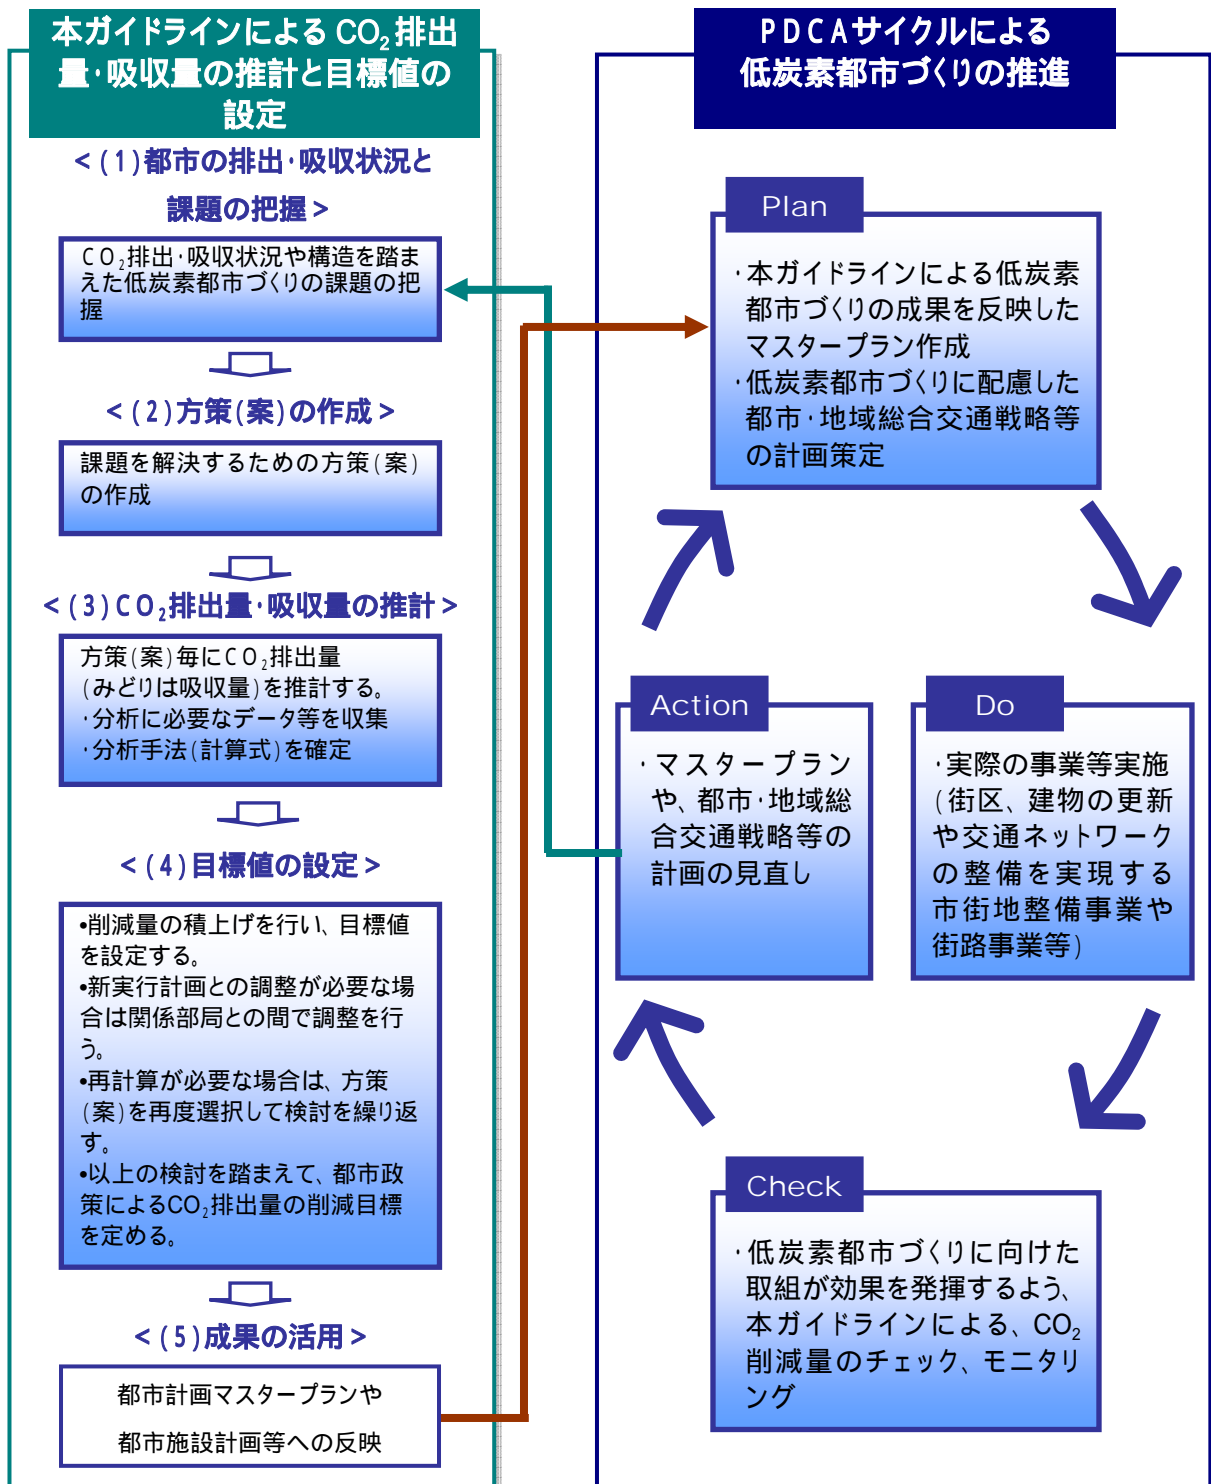 本ガイドラインによる CO₂ 排出
量･吸収量の推計と目標値の
設定
<(1)都市の排出･吸収状況と
課題の把握>
CO₂排出･吸収状況や構造を踏ま
えた低炭素都市づくりの課題の把
握
<(2)方策(案)の作成>
課題を解決するための方策(案)
の作成
<(3)CO₂排出量･吸収量の推計>
方策(案)毎にCO₂排出量
(みどりは吸収量)を推計する。
･分析に必要なデータ等を収集
･分析手法(計算式)を確定
<(4)目標値の設定>
•削減量の積上げを行い、目標値
を設定する。
•新実行計画との調整が必要な場
合は関係部局との間で調整を行
う。
•再計算が必要な場合は、方策
(案)を再度選択して検討を繰り返
す。
•以上の検討を踏まえて、都市政
策によるCO₂排出量の削減目標
を定める。
<(5)成果の活用>
都市計画マスタープランや
都市施設計画等への反映
PDCAサイクルによる
低炭素都市づくりの推進
Plan
･本ガイドラインによる低炭素
都市づくりの成果を反映した
マスタープラン作成
･低炭素都市づくりに配慮した
都市･地域総合交通戦略等
の計画策定
Do
･実際の事業等実施
(街区、建物の更新
や交通ネットワーク
の整備を実現する
市街地整備事業や
街路事業等)
Check
･低炭素都市づくりに向けた
取組が効果を発揮するよう、
本ガイドラインによる、CO₂
削減量のチェック、モニタリ
ング
Action
･マスタープラン
や、都市･地域総
合交通戦略等の
計画の見直し